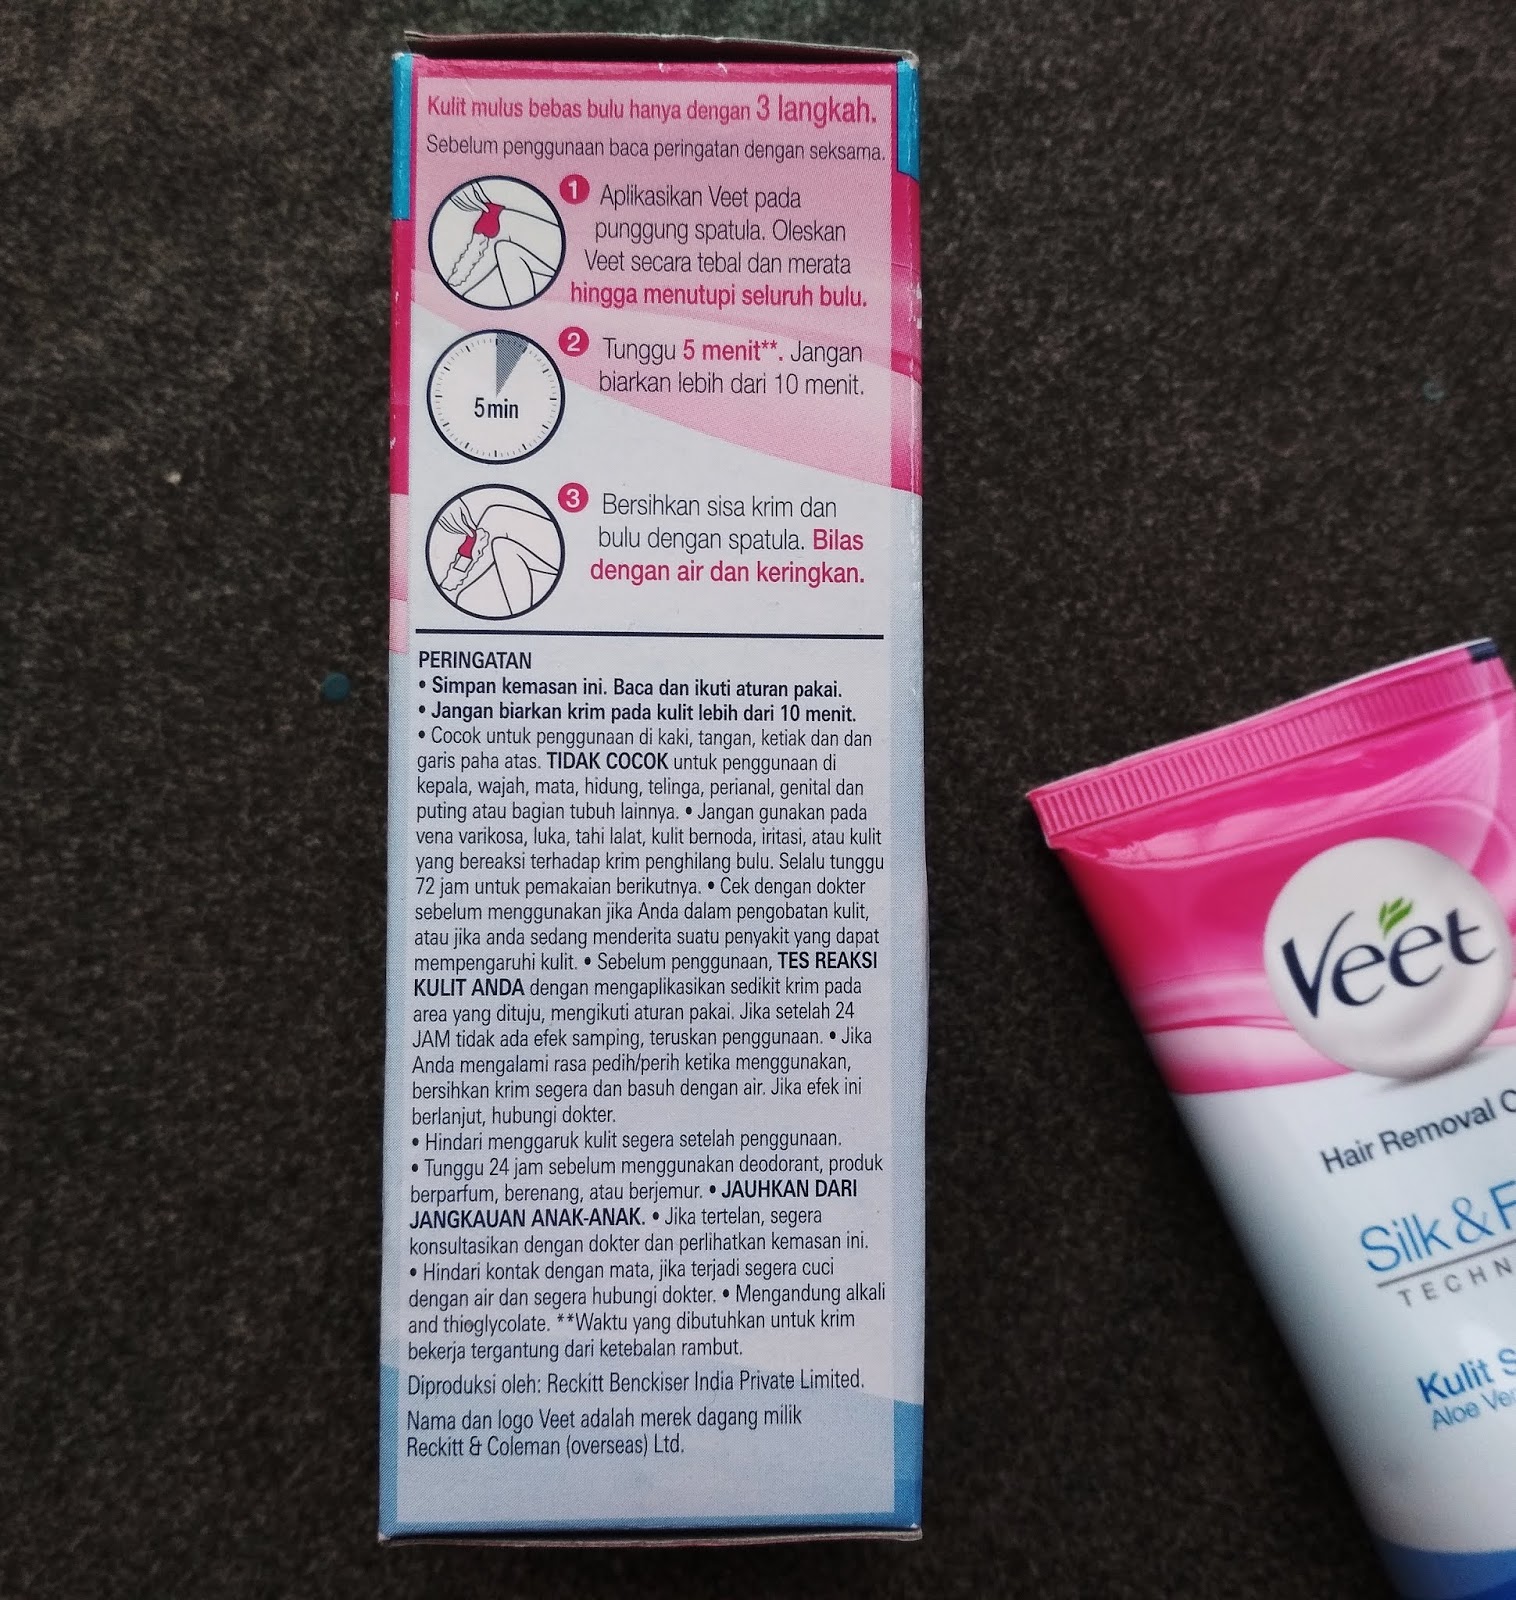 Kulit mulus bebas bulu hanya dengan 3 langkah.
Sebelum penggunaan baca peringatan dengan seksama.
1 Aplikasikan Veet pada
punggung spatula. Oleskan
Veet secara tebal dan merata
hingga menutupi seluruh bulu.
2 Tunggu 5 menit**. Jangan
biarkan lebih dari 10 menit.
5 min
3 Bersihkan sisa krim dan
bulu dengan spatula. Bilas
dengan air dan keringkan.
PERINGATAN
• Simpan kemasan ini. Baca dan ikuti aturan pakai.
• Jangan biarkan krim pada kulit lebih dari 10 menit.
• Cocok untuk penggunaan di kaki, tangan, ketiak dan dan
garis paha atas. TIDAK COCOK untuk penggunaan di
kepala, wajah, mata, hidung, telinga, perianal, genital dan
puting atau bagian tubuh lainnya. • Jangan gunakan pada
vena varikosa, luka, tahi lalat, kulit bernoda, iritasi, atau kulit
yang bereaksi terhadap krim penghilang bulu. Selalu tunggu
72 jam untuk pemakaian berikutnya. • Cek dengan dokter
sebelum menggunakan jika Anda dalam pengobatan kulit,
atau jika anda sedang menderita suatu penyakit yang dapat
mempengaruhi kulit. • Sebelum penggunaan, TES REAKSI
KULIT ANDA dengan mengaplikasikan sedikit krim pada
area yang dituju, mengikuti aturan pakai. Jika setelah 24
JAM tidak ada efek samping, teruskan penggunaan. • Jika
Anda mengalami rasa pedih/perih ketika menggunakan,
bersihkan krim segera dan basuh dengan air. Jika efek ini
berlanjut, hubungi dokter.
• Hindari menggaruk kulit segera setelah penggunaan.
• Tunggu 24 jam sebelum menggunakan deodorant, produk
berparfum, berenang, atau berjemur. • JAUHKAN DARI
JANGKAUAN ANAK-ANAK. • Jika tertelan, segera
konsultasikan dengan dokter dan perlihatkan kemasan ini.
• Hindari kontak dengan mata, jika terjadi segera cuci
dengan air dan segera hubungi dokter. • Mengandung alkali
and thioglycolate. **Waktu yang dibutuhkan untuk krim
bekerja tergantung dari ketebalan rambut.
Diproduksi oleh: Reckitt Benckiser India Private Limited.
Nama dan logo Veet adalah merek dagang milik
Reckitt & Coleman (overseas) Ltd.
Veet
Hair Removal
Silk &
Kulit
Aloe